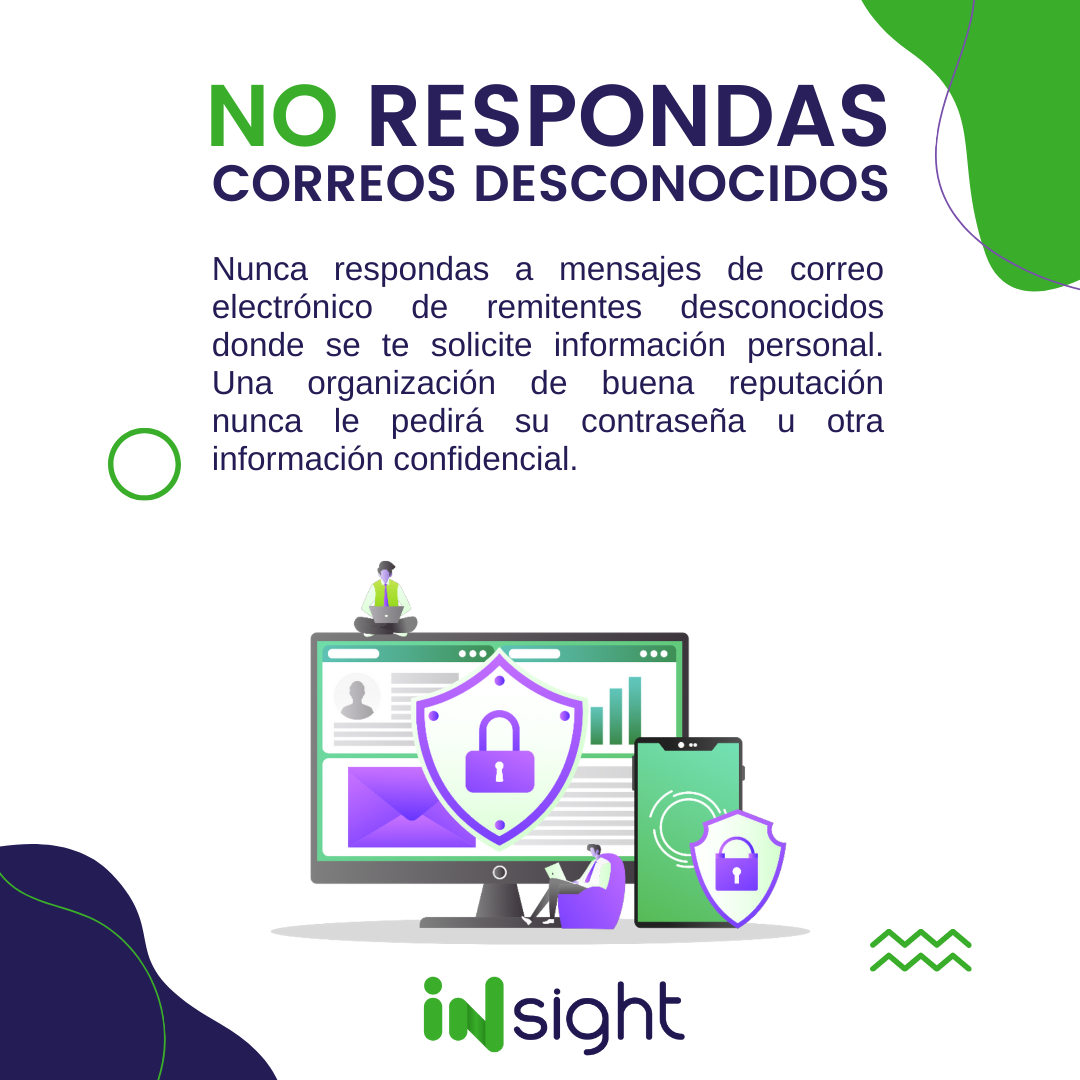 NO RESPONDAS
CORREOS DESCONOCIDOS
Nunca respondas a mensajes de correo
electrónico de remitentes desconocidos
donde se te solicite información personal.
Una organización de buena reputación
nunca le pedirá su contraseña u otra
información confidencial.
iNsight